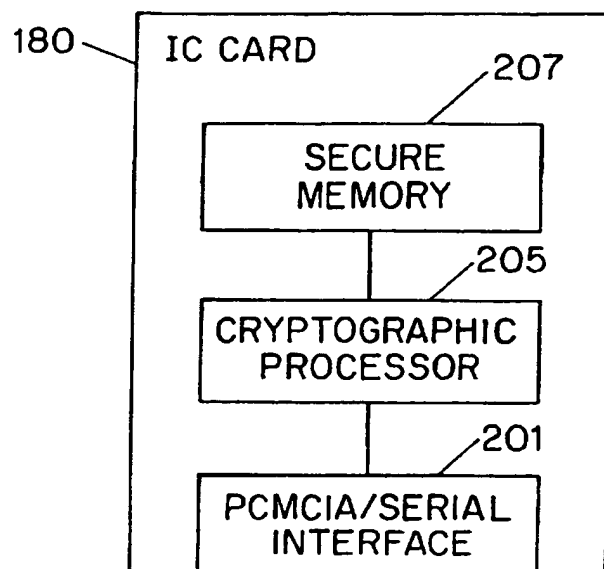 180
IC CARD
207
SECURE
MEMORY
205
CRYPTOGRAPHIC
PROCESSOR
201
PCMCIA/SERIAL
INTERFACE